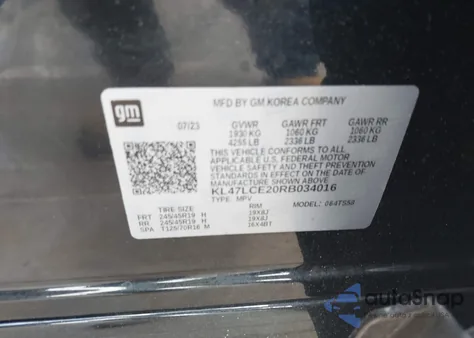 gm
MFD BY GM KOREA COMPANY
07/23 GVWR GAWR FRT GAWR RR
1930 KG 1060 KG 1060 KG
4255 LB 2336 LB 2336 LB
THIS VEHICLE CONFORMS TO ALL
APPLICABLE U.S. FEDERAL MOTOR
VEHICLE SAFETY AND THEFT PREVENTION
STANDARDS IN EFFECT ON THE DATE OF
MANUFACTURE SHOWN ABOVE.
KL47LCE20RB034016
TYPE: MPV MODEL:
TIRE SIZE RIM
FRT 245/45R19 H 19X8J
RR 245/45R19 H 19X8J
SPA T125/70R16 M 16X4BT
autoSnap